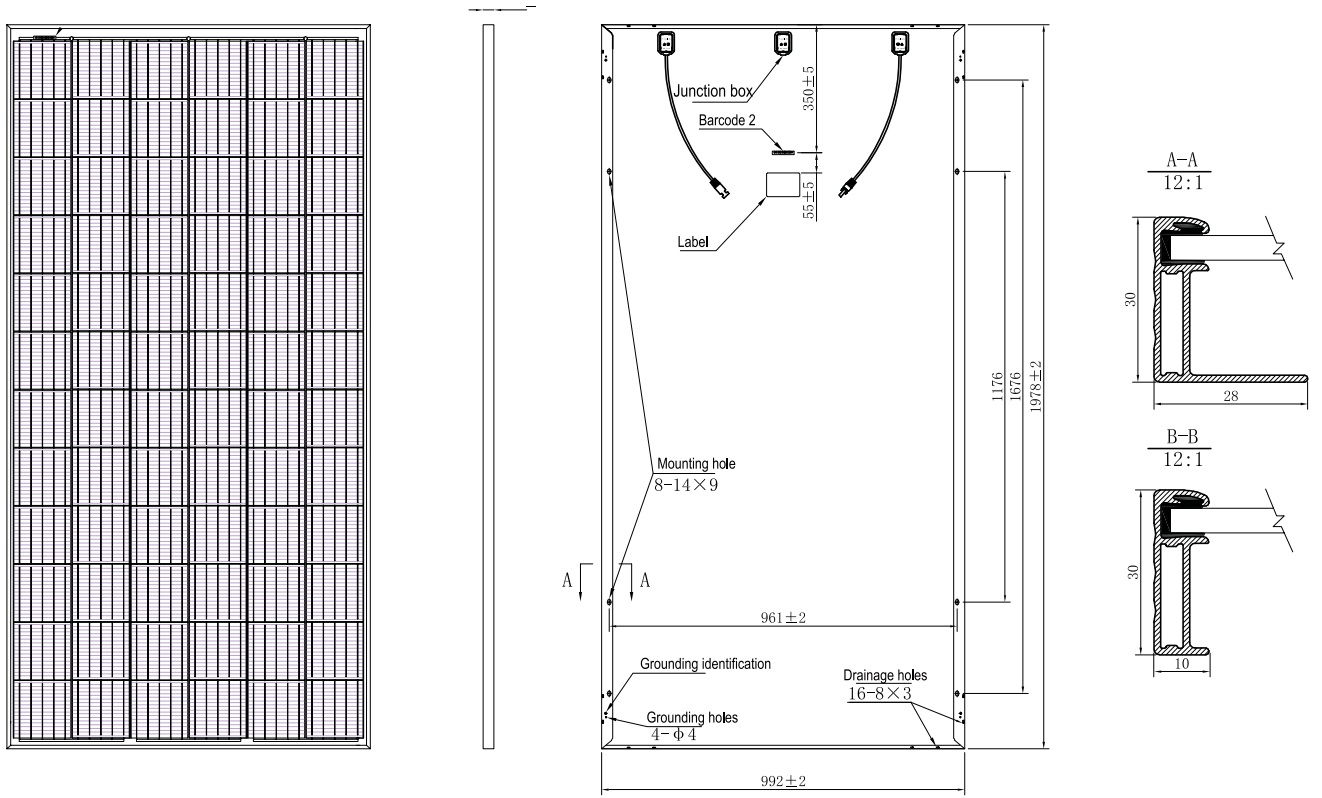 350±5
Junction box
Barcode 2
55±5
Label
A-A
12:1
30
28
1176
1676
1978±2
B-B
12:1
30
10
Mounting hole
8-14×9
A
A
961±2
Grounding identification
Drainage holes
16-8×3
Grounding holes
4-φ4
992±2